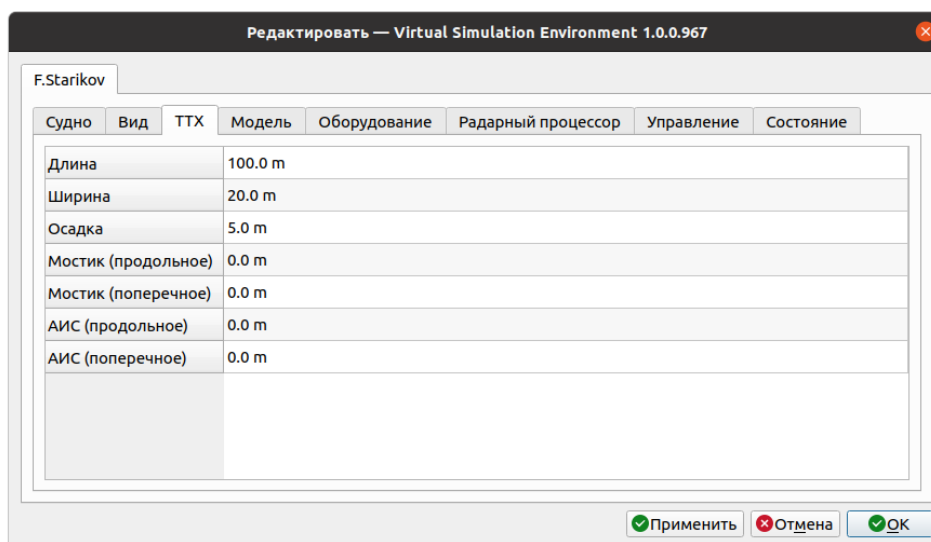 Редактировать — Virtual Simulation Environment 1.0.0.967
F.Starikov
Судно Вид ТТХ Модель Оборудование Радарный процессор Управление Состояние
Длина 100.0 m
Ширина 20.0 m
Осадка 5.0 m
Мостик (продольное) 0.0 m
Мостик (поперечное) 0.0 m
АИС (продольное) 0.0 m
АИС (поперечное) 0.0 m
Применить Отмена OK